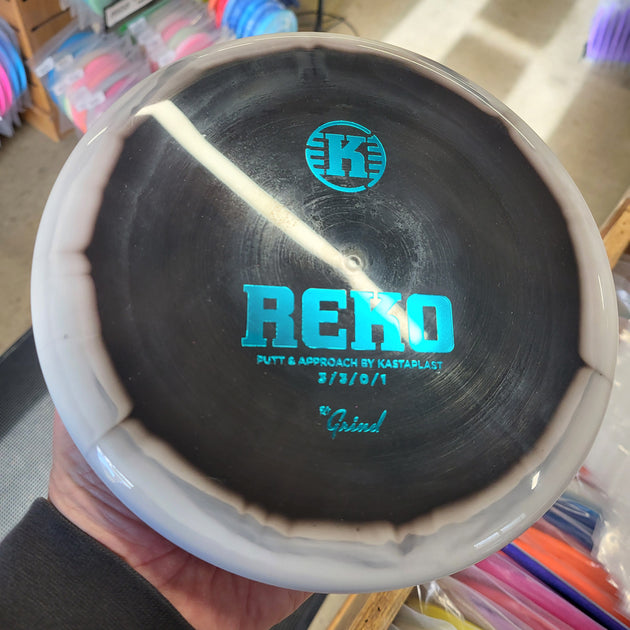 K
REKO
PUTT & APPROACH BY KASTAPLAST
3/3/0/1
Grind